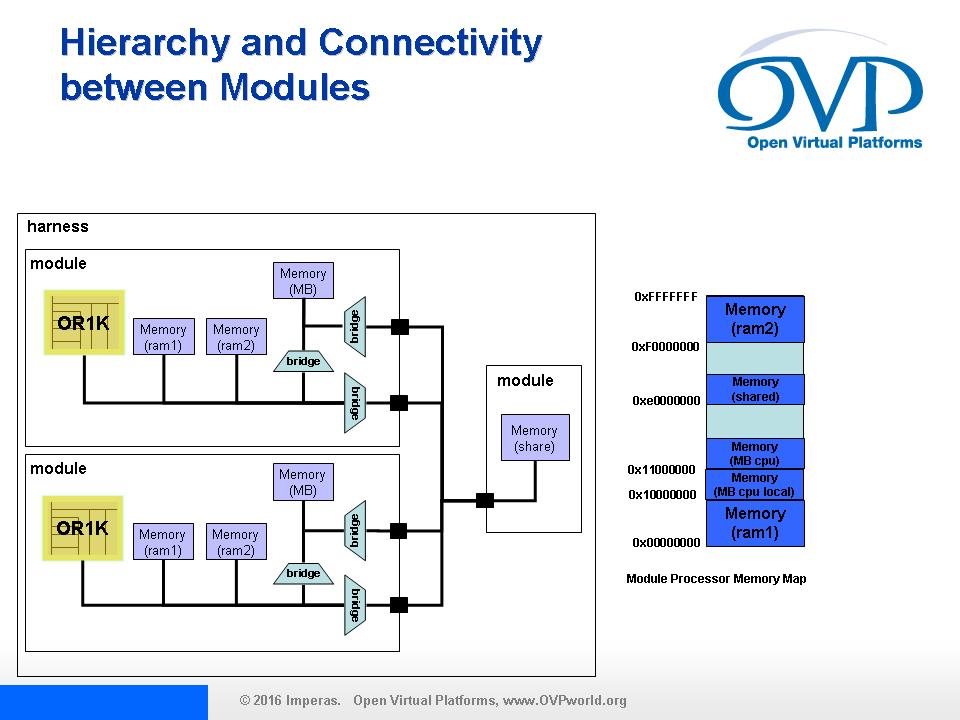 Hierarchy and Connectivity
between Modules
OVP
Open Virtual Platforms
harness
module
OR1K
Memory
(ram1)
Memory
(ram2)
Memory
(MB)
bridge
bridge
bridge
module
OR1K
Memory
(ram1)
Memory
(ram2)
Memory
(MB)
bridge
bridge
bridge
module
Memory
(share)
0xFFFFFFF
Memory
(ram2)
0xF0000000
Memory
(shared)
0xe0000000
Memory
(MB cpu)
0x11000000
Memory
(MB cpu local)
0x10000000
Memory
(ram1)
0x00000000
Module Processor Memory Map
© 2016 Imperas. Open Virtual Platforms, www.OVPworld.org